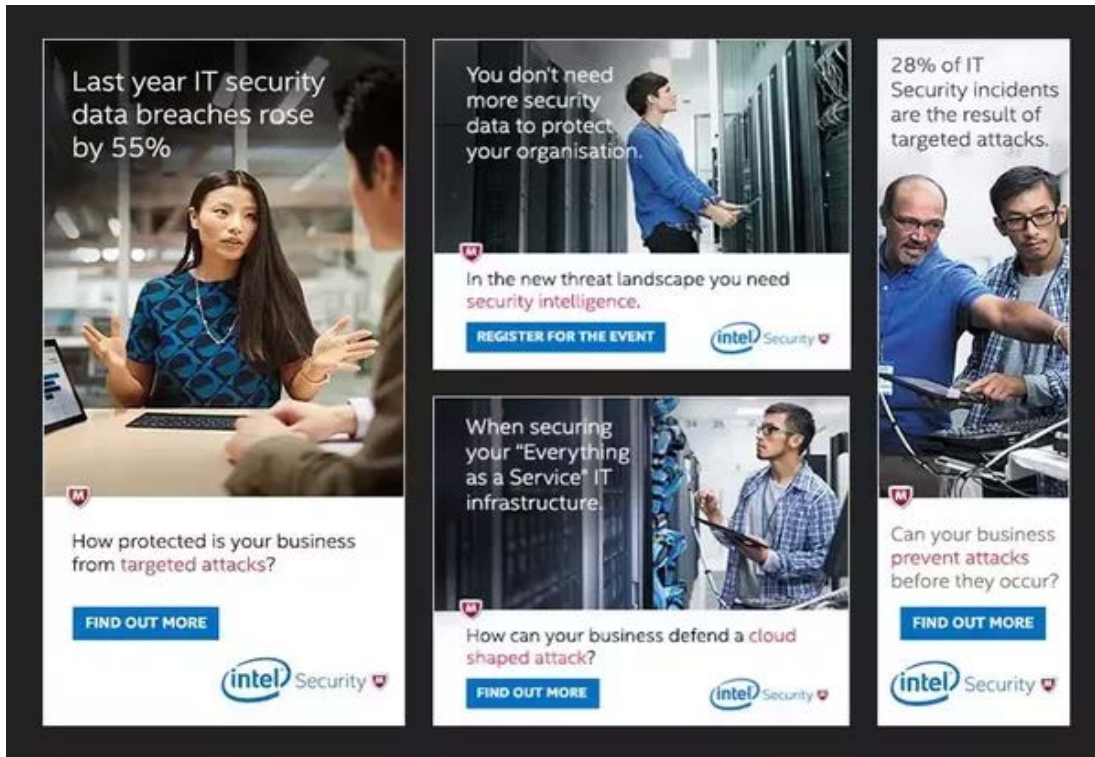 Last year IT security
data breaches rose
by 55%
How protected is your business
from targeted attacks?
FIND OUT MORE
intel Security
You don't need
more security
data to protect
your organisation.
In the new threat landscape you need
security intelligence.
REGISTER FOR THE EVENT
intel Security
When securing
your "Everything
as a Service" IT
infrastructure.
How can your business defend a cloud
shaped attack?
FIND OUT MORE
intel Security
28% of IT
Security incidents
are the result of
targeted attacks.
Can your business
prevent attacks
before they occur?
FIND OUT MORE
intel Security